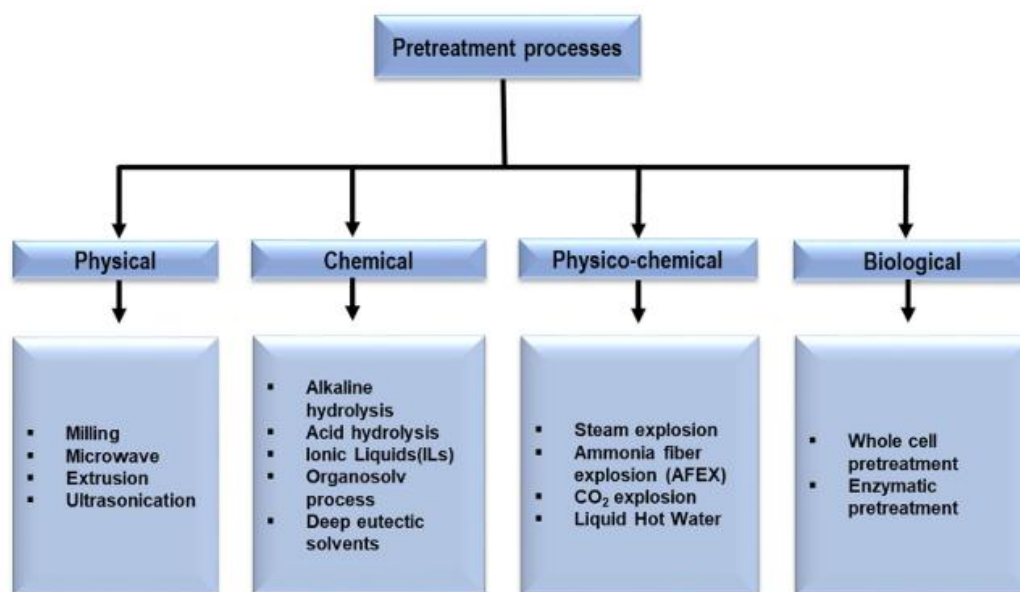 Pretreatment processes
Physical
Chemical
Physico-chemical
Biological
▪ Milling
▪ Microwave
▪ Extrusion
▪ Ultrasonication
▪ Alkaline
hydrolysis
▪ Acid hydrolysis
▪ Ionic Liquids(ILs)
▪ Organosolv
process
▪ Deep eutectic
solvents
▪ Steam explosion
▪ Ammonia fiber
explosion (AFEX)
▪ CO₂ explosion
▪ Liquid Hot Water
▪ Whole cell
pretreatment
▪ Enzymatic
pretreatment